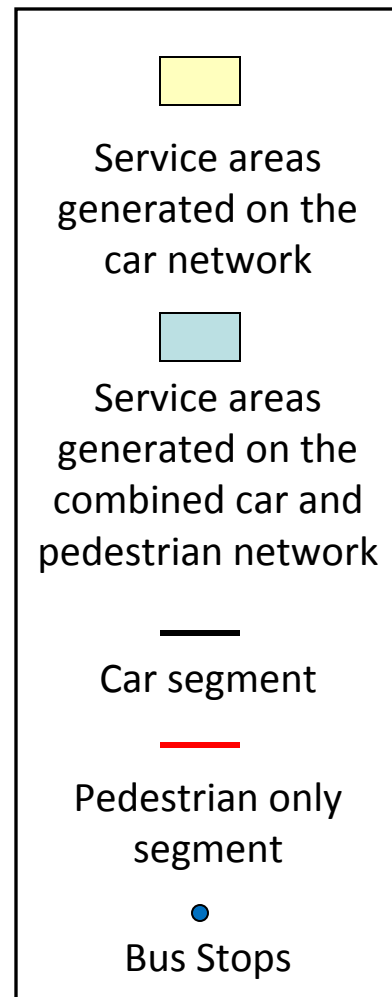 Service areas
generated on the
car network
Service areas
generated on the
combined car and
pedestrian network
Car segment
Pedestrian only
segment
Bus Stops